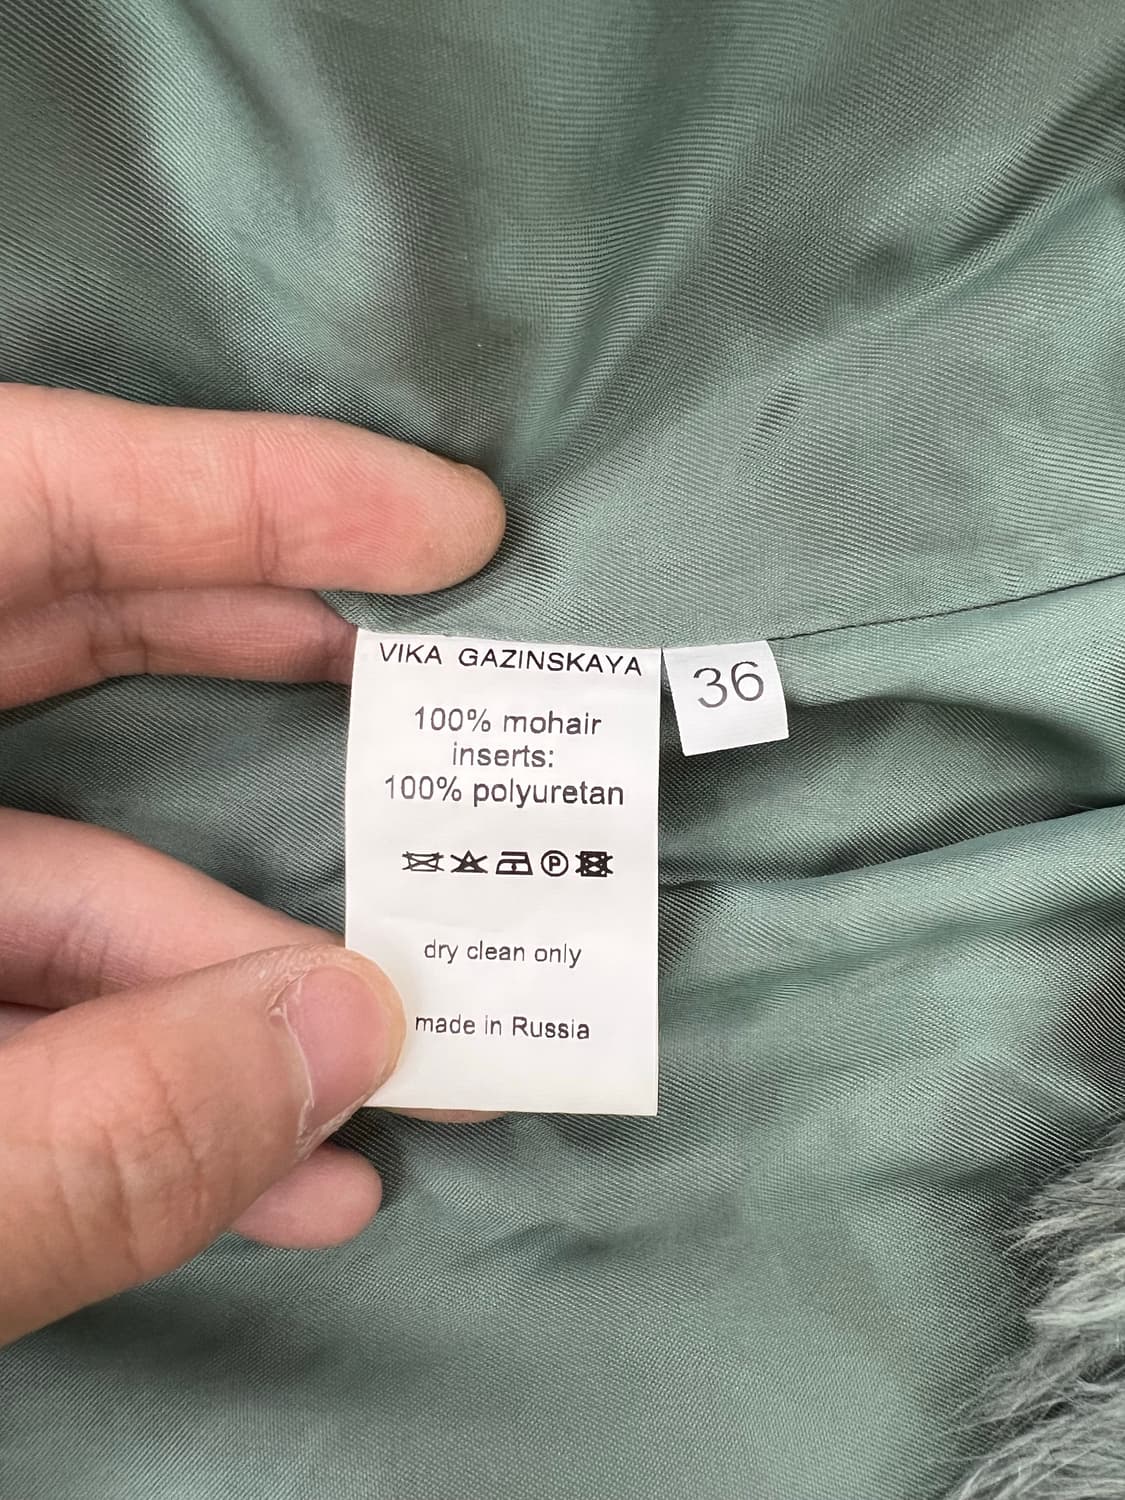 VIKA GAZINSKAYA
36
100% mohair
inserts:
100% polyuretan
P
dry clean only
made in Russia